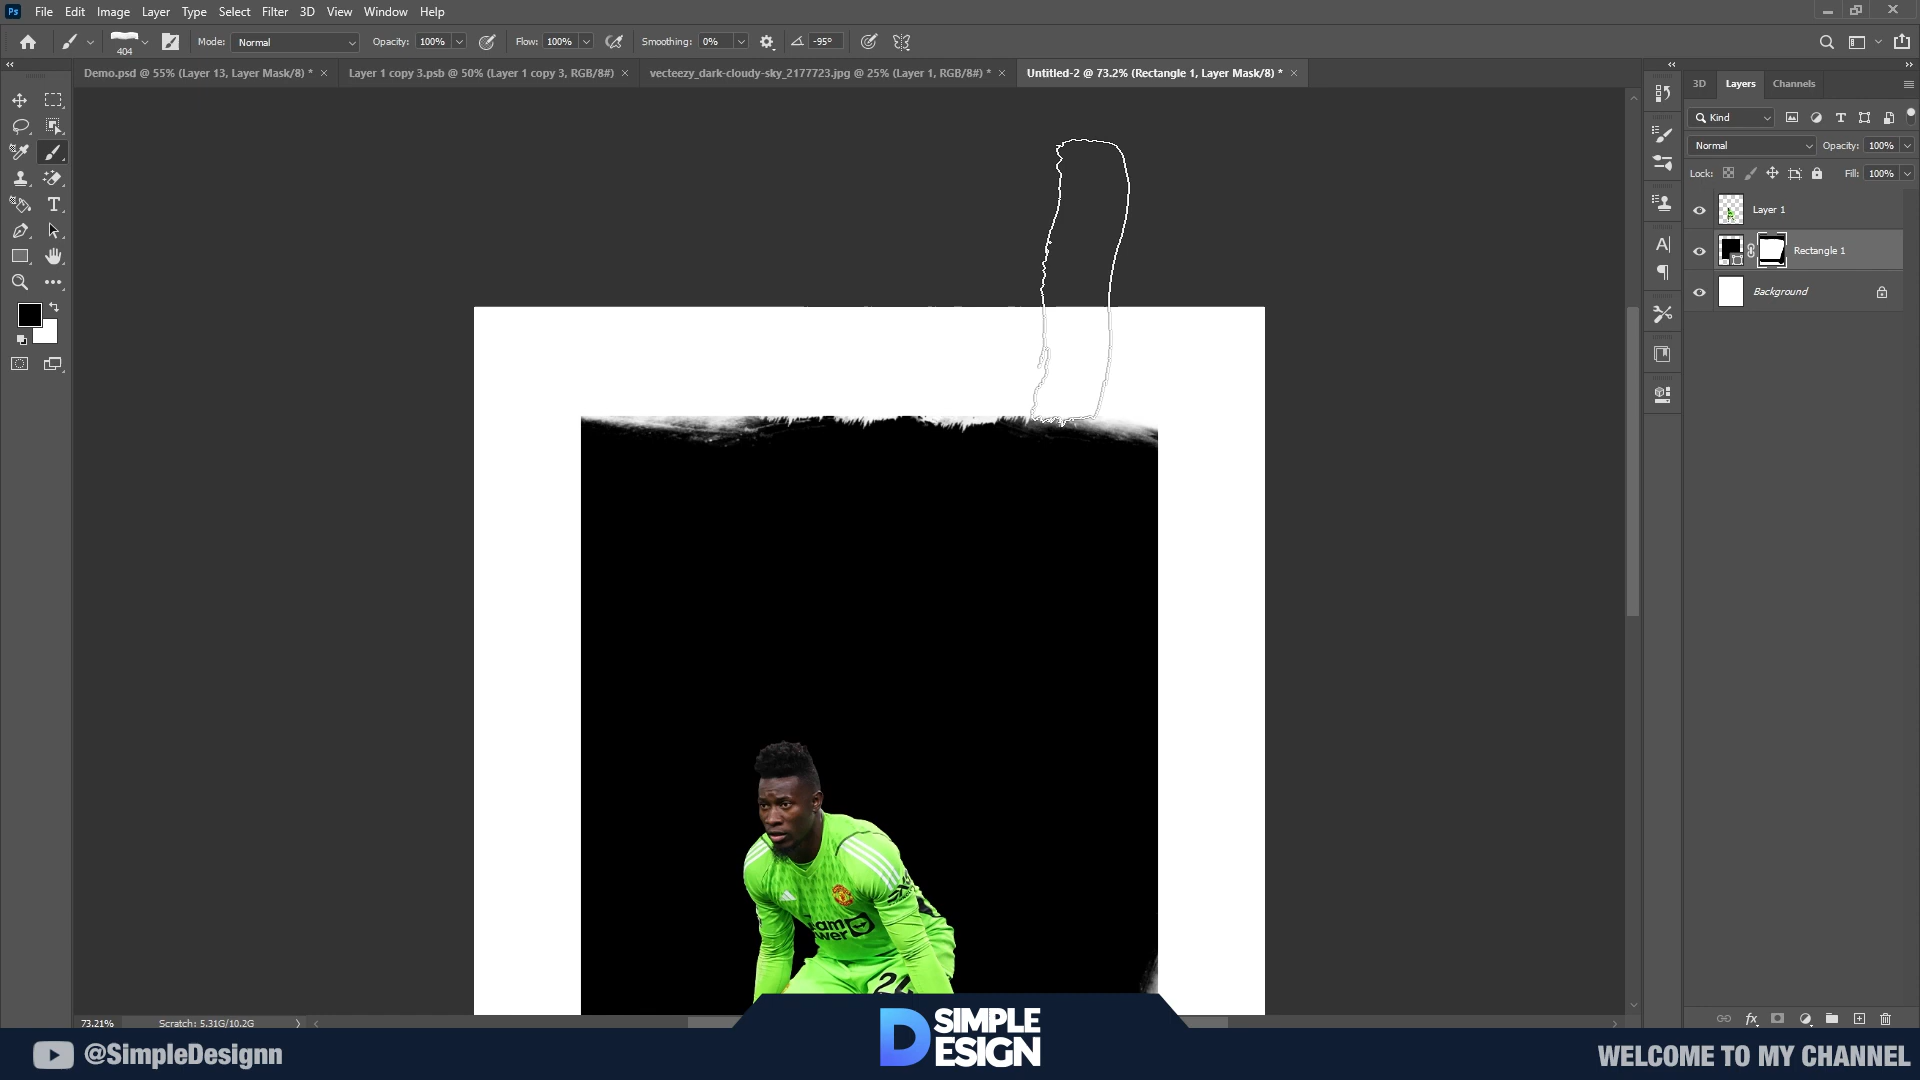 Ps File Edit Image Layer Type Select Filter 3D View Window Help
404 Mode: Normal Opacity: 100% Flow: 100% Smoothing: 0% -95°
Demo.psd @ 55% (Layer 13, Layer Mask/8) * × Layer 1 copy 3.psb @ 50% (Layer 1 copy 3, RGB/8#) × vecteezy_dark-cloudy-sky_2177723.jpg @ 25% (Layer 1, RGB/8#) * × Untitled-2 @ 73.2% (Rectangle 1, Layer Mask/8) * ×
3D Layers Channels
Kind
Normal Opacity: 100%
Lock: Fill: 100%
Layer 1
Rectangle 1
Background
24
73.21% Scratch: 5.31G/10.2G
fx
@SimpleDesignn
D SIMPLE
ESIGN
WELCOME TO MY CHANNEL